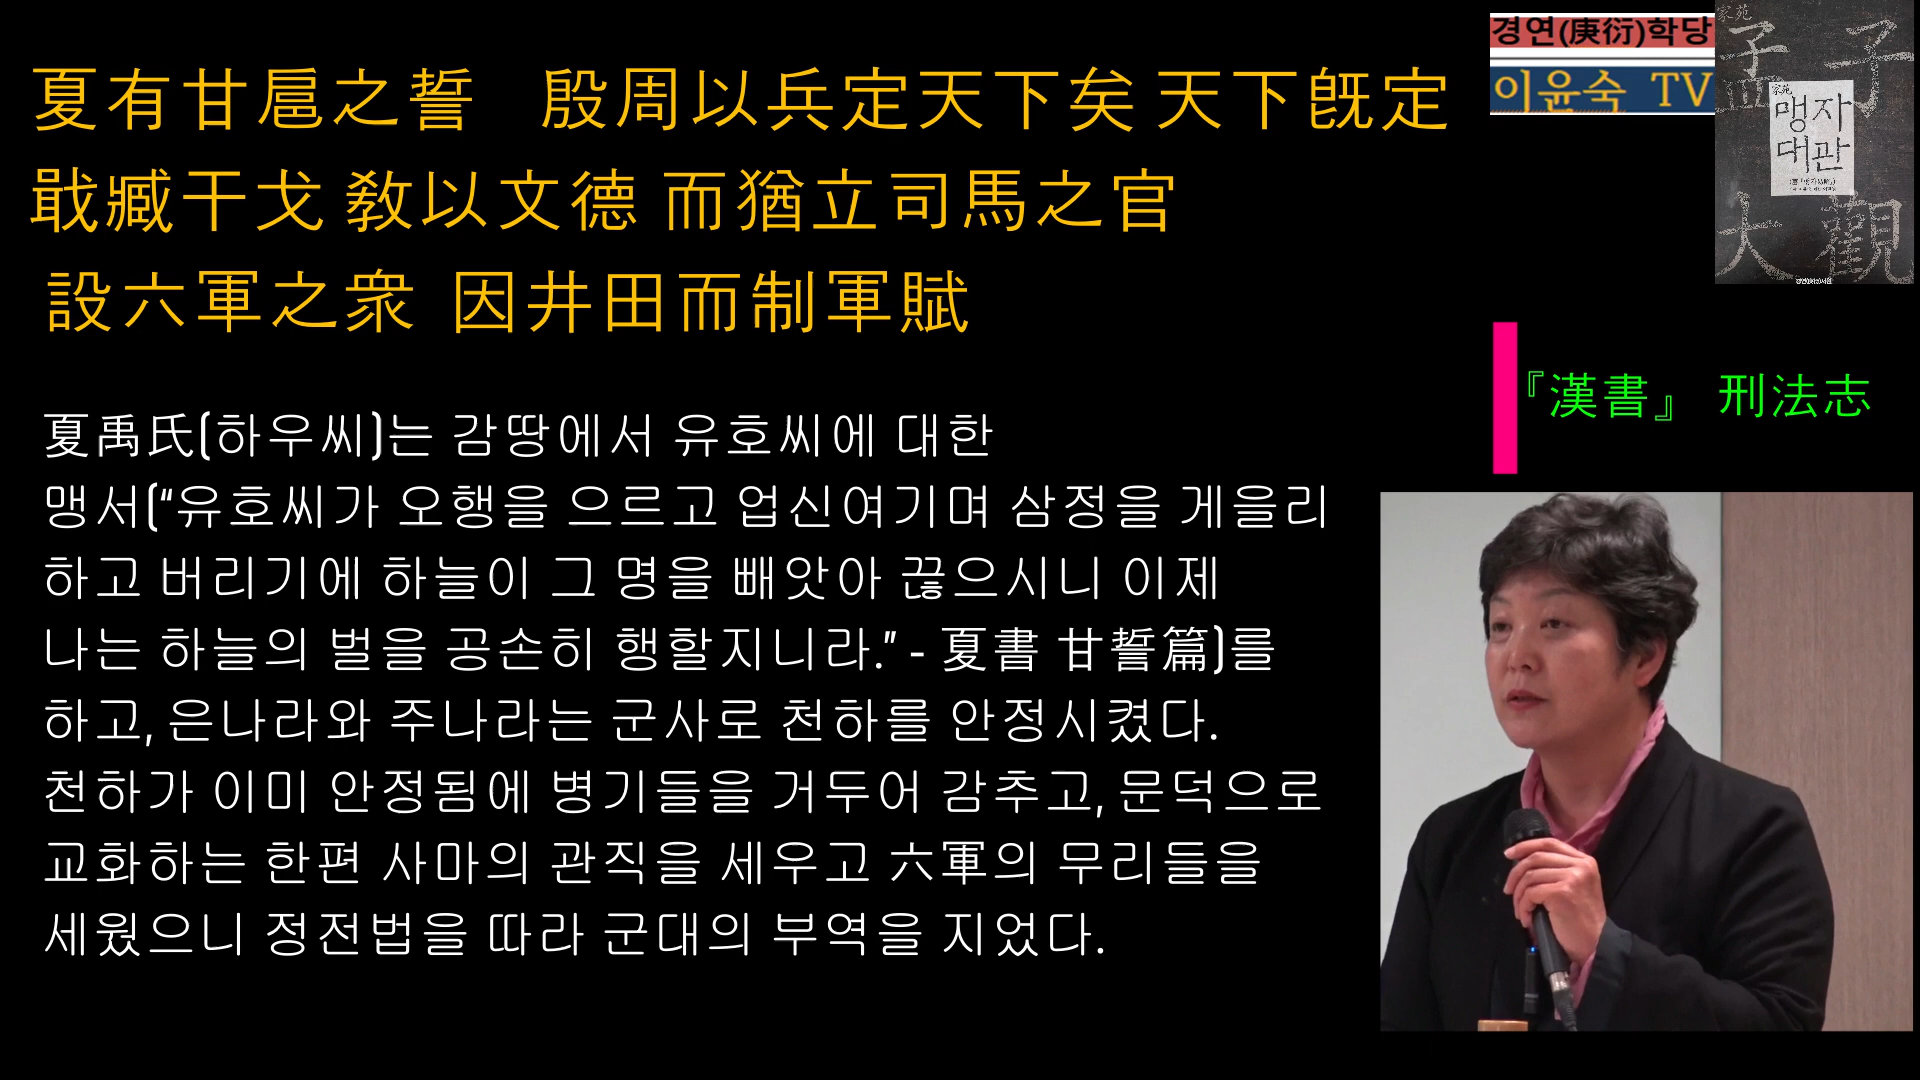 夏有甘扈之誓 殷周以兵定天下矣 天下旣定
戢臧干戈 敎以文德 而猶立司馬之官
設六軍之衆 因井田而制軍賦
夏禹氏(하우씨)는 감땅에서 유호씨에 대한
맹서(“유호씨가 오행을 으르고 업신여기며 삼정을 게을리
하고 버리기에 하늘이 그 명을 빼앗아 끊으시니 이제
나는 하늘의 벌을 공손히 행할지니라.” - 夏書 甘誓篇)를
하고, 은나라와 주나라는 군사로 천하를 안정시켰다.
천하가 이미 안정됨에 병기들을 거두어 감추고, 문덕으로
교화하는 한편 사마의 관직을 세우고 六軍의 무리들을
세웠으니 정전법을 따라 군대의 부역을 지었다.
경연(庚衍)학당
이윤숙 TV
家苑
孟子
家苑
맹자
대관
大觀
『漢書』 刑法志